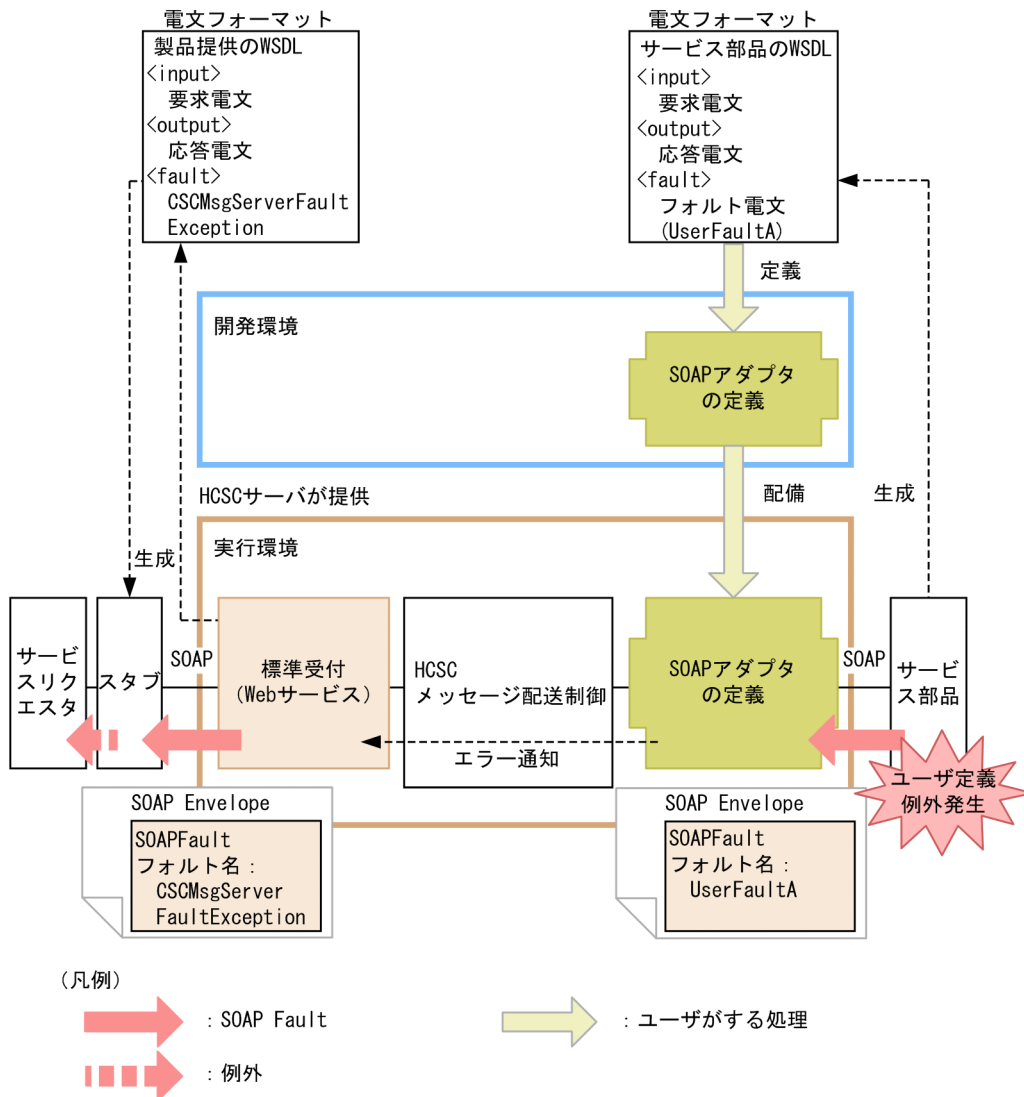 電文フォーマット
製品提供のWSDL
<input>
要求電文
<output>
応答電文
<fault>
CSCMsgServerFault
Exception
電文フォーマット
サービス部品のWSDL
<input>
要求電文
<output>
応答電文
<fault>
フォルト電文
(UserFaultA)
定義
開発環境
SOAPアダプタ
の定義
HCSCサーバが提供
配備
生成
生成
実行環境
サービ
スリク
エスタ
スタブ
SOAP
標準受付
(Webサービス)
HCSC
メッセージ配送制御
SOAPアダプタ
の定義
SOAP
サービ
ス部品
エラー通知
ユーザ定義
例外発生
SOAP Envelope
SOAPFault
フォルト名：
CSCMsgServer
FaultException
SOAP Envelope
SOAPFault
フォルト名：
UserFaultA
(凡例)
：SOAP Fault
：ユーザがする処理
：例外